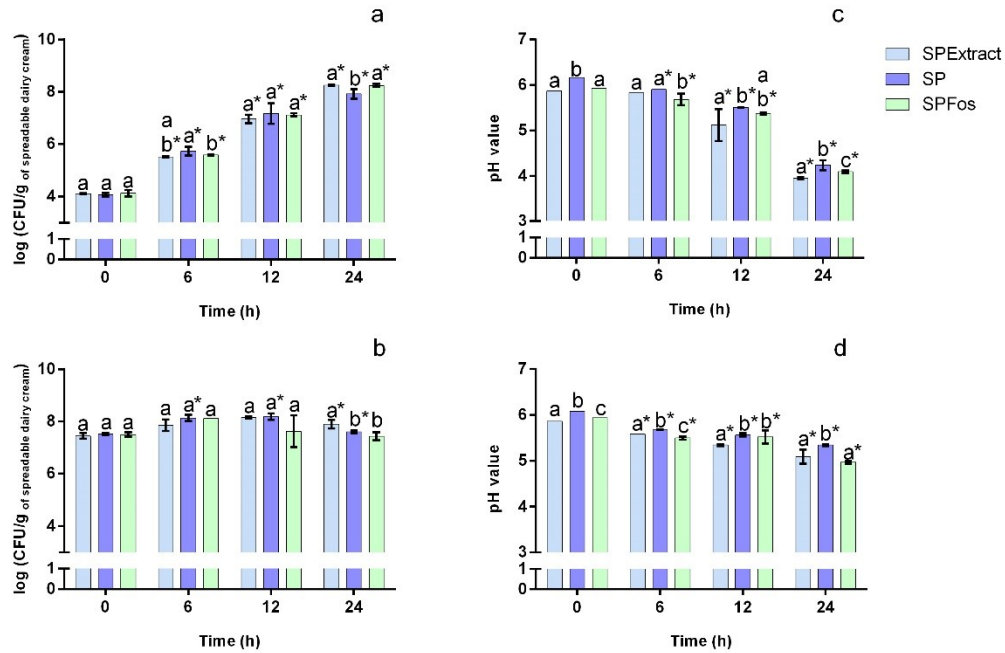 a
log (CFU/g of spreadable dairy cream)
10
8
6
4
1
0
a a a
a
b* a* b*
a* a* a*
a* b* a*
0 6 12 24
Time (h)
c
pH value
7
6
5
4
3
1
0
a b a
a a* b*
a
a* b* b*
a* b* c*
0 6 12 24
Time (h)
SPExtract
SP
SPFos
b
log (CFU/g of spreadable dairy cream)
10
8
6
4
1
0
a a a
a a* a
a a* a
a* b* b
0 6 12 24
Time (h)
d
pH value
7
6
5
4
3
1
0
a b c
a* b* c*
a* b* b*
a* b* a*
0 6 12 24
Time (h)